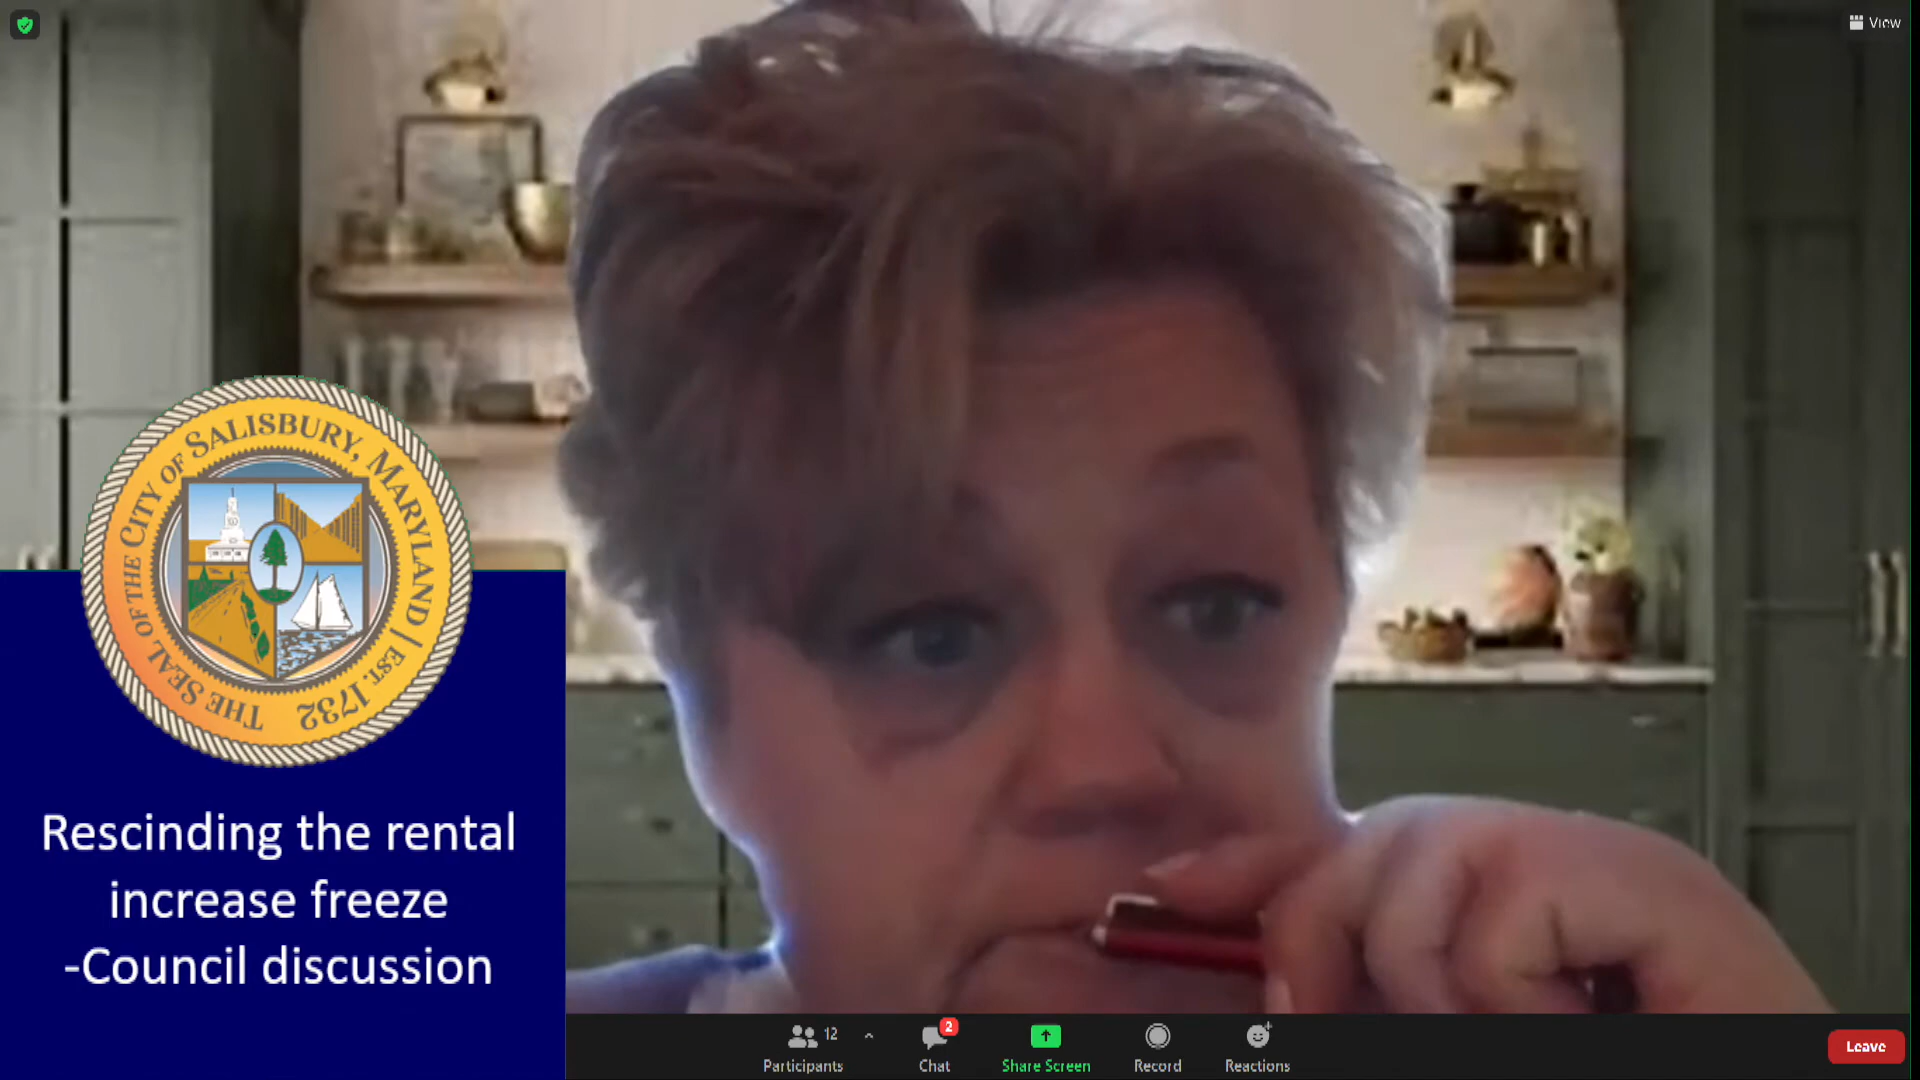 View
THE SEAL OF THE CITY OF SALISBURY, MARYLAND | EST. 1732
Rescinding the rental
increase freeze
-Council discussion
12
2
Participants
Chat
Share Screen
Record
Reactions
Leave